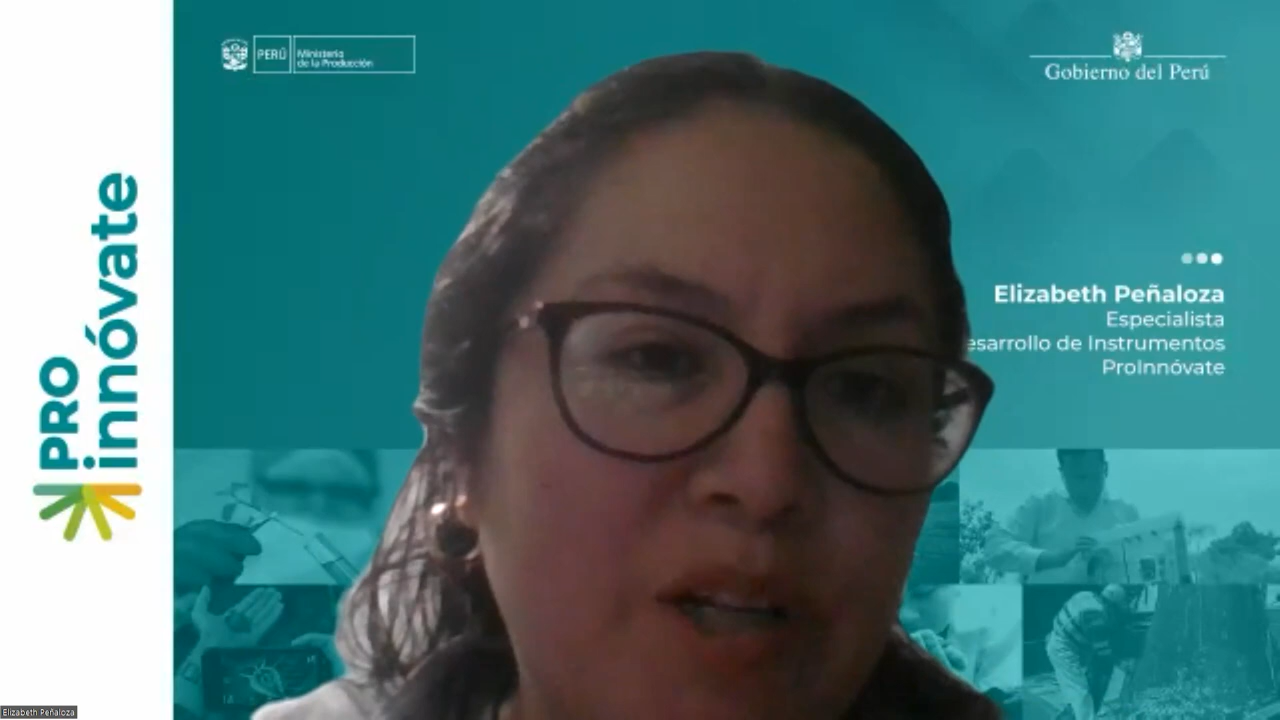 PERÚ
Ministerio
de la Producción
Gobierno del Perú
PRO
innóvate
Elizabeth Peñaloza
Especialista
esarrollo de Instrumentos
ProInnóvate
Elizabeth Peñaloza